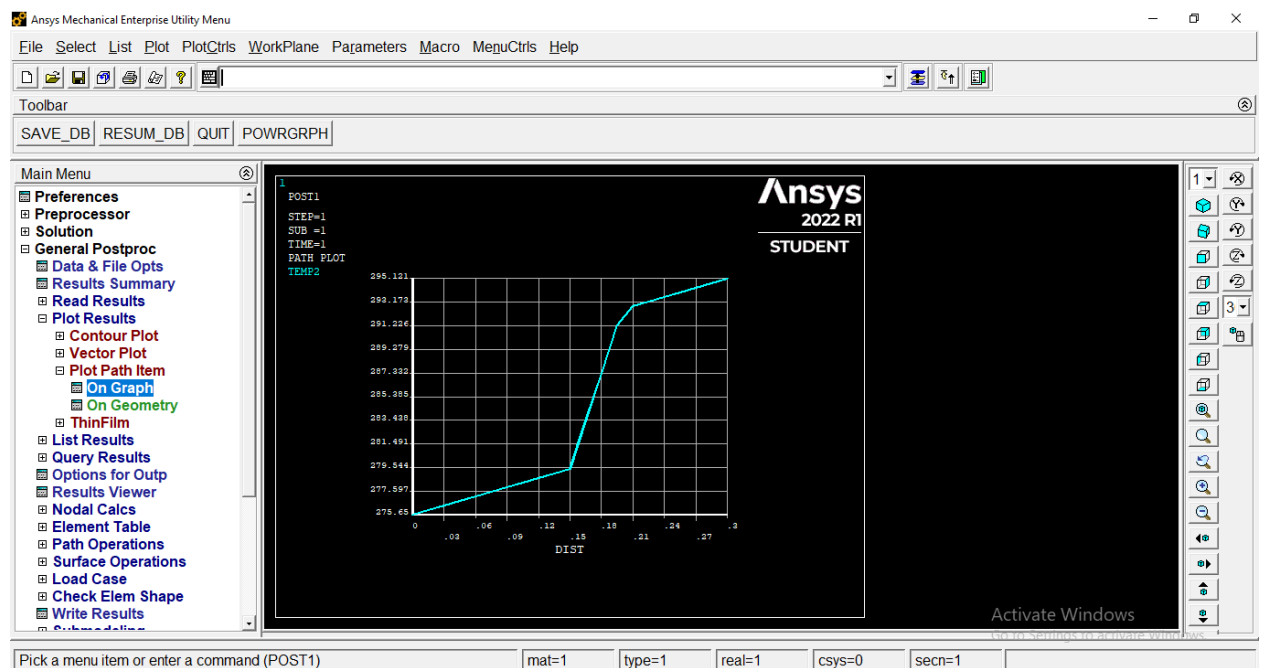 Ansys Mechanical Enterprise Utility Menu
File Select List Plot PlotCtrls WorkPlane Parameters Macro MenuCtrls Help
Toolbar
SAVE_DB RESUM_DB QUIT POWRGRPH
Main Menu
Preferences
Preprocessor
Solution
General Postproc
Data & File Opts
Results Summary
Read Results
Plot Results
Contour Plot
Vector Plot
Plot Path Item
On Graph
On Geometry
ThinFilm
List Results
Query Results
Options for Outp
Results Viewer
Nodal Calcs
Element Table
Path Operations
Surface Operations
Load Case
Check Elem Shape
Write Results
Submodeling
1
POST1
STEP=1
SUB =1
TIME=1
PATH PLOT
TEMP2
Ansys
2022 R1
STUDENT
295.121
293.173
291.226
289.279
287.332
285.385
283.438
281.491
279.544
277.597
275.65
0 .06 .12 .18 .24 .3
.03 .09 .15 .21 .27
DIST
1
3
Activate Windows
Go to Settings to activate Windows.
Pick a menu item or enter a command (POST1) mat=1 type=1 real=1 csys=0 secn=1